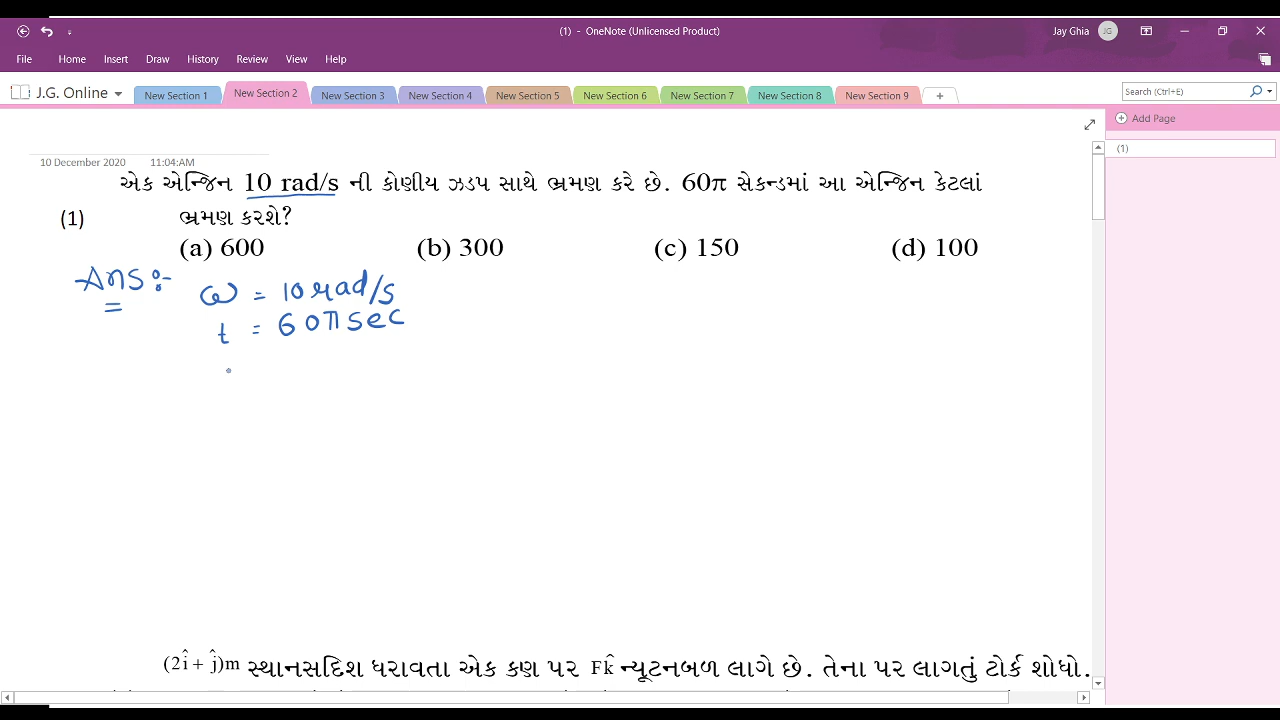 (1) - OneNote (Unlicensed Product)
Jay Ghia JG
File Home Insert Draw History Review View Help
J.G. Online New Section 1 New Section 2 New Section 3 New Section 4 New Section 5 New Section 6 New Section 7 New Section 8 New Section 9 +
Search (Ctrl+E)
Add Page
(1)
10 December 2020 11:04:AM
એક એન્જિન 10 rad/s ની કોણીય ઝડપ સાથે ભ્રમણ કરે છે. 60π સેકન્ડમાં આ એન્જિન કેટલાં
(1) ભ્રમણ કરશે?
(a) 600 (b) 300 (c) 150 (d) 100
Ans:- ω = 10 rad/s
t = 60π sec
(2î + ĵ)m સ્થાનસદિશ ધરાવતા એક કણ પર Fk̂ ન્યૂટનબળ લાગે છે. તેના પર લાગતું ટોર્ક શોધો.